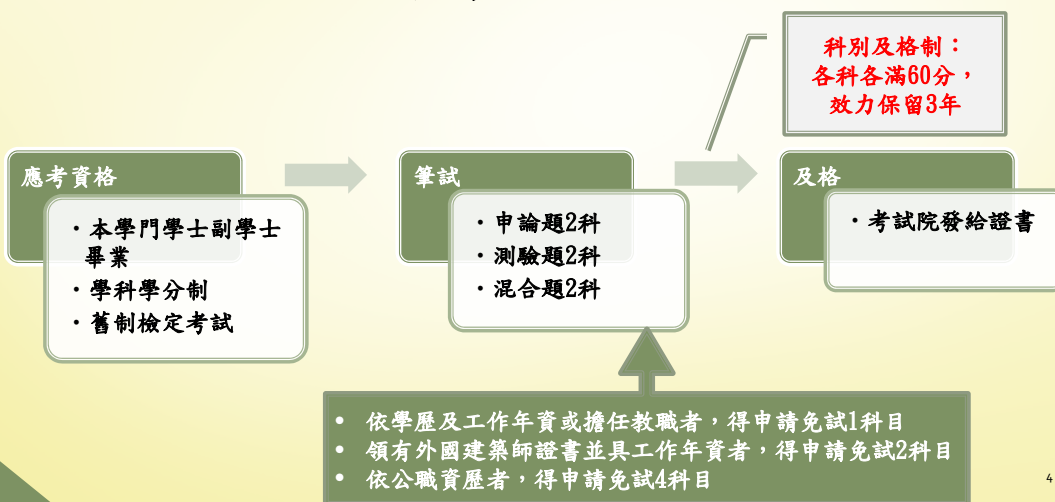 科別及格制：
各科各滿60分，
效力保留3年
應考資格
・本學門學士副學士
畢業
・學科學分制
・舊制檢定考試
筆試
・申論題2科
・測驗題2科
・混合題2科
及格
・考試院發給證書
• 依學歷及工作年資或擔任教職者，得申請免試1科目
• 領有外國建築師證書並具工作年資者，得申請免試2科目
• 依公職資歷者，得申請免試4科目
4